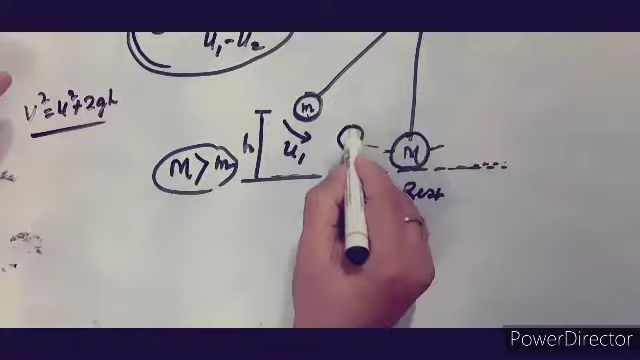 u₁-u₂
V²=u²+2gh
m
h
u₁
M>m
M
Rest
PowerDirector